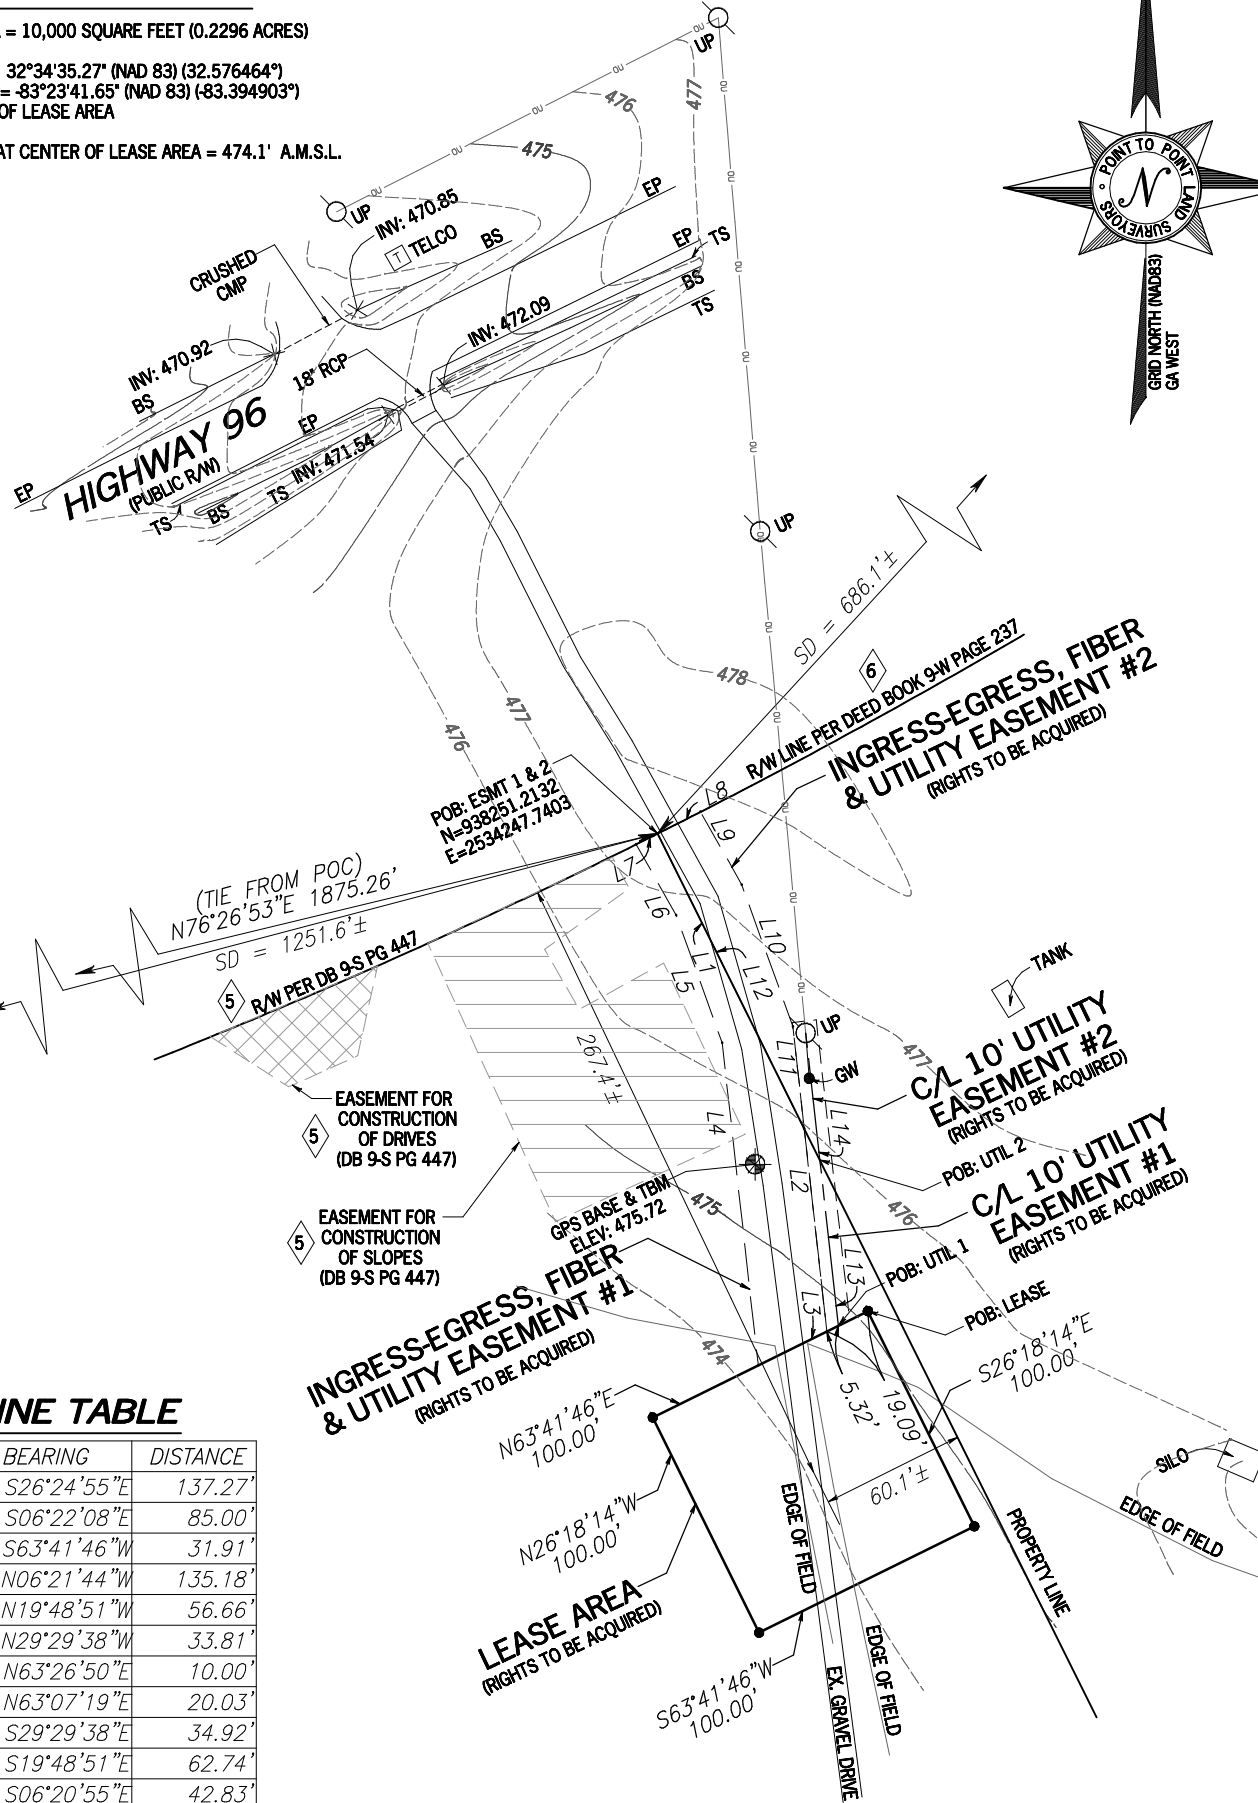 = 10,000 SQUARE FEET (0.2296 ACRES)
32°34'35.27" (NAD 83) (32.576464°)
= -83°23'41.65" (NAD 83) (-83.394903°)
OF LEASE AREA
AT CENTER OF LEASE AREA = 474.1' A.M.S.L.
UP
OU
OU
OU
OU
477
476
475
UP
INV: 470.85
T
TELCO
BS
EP
EP
TS
BS
TS
CRUSHED
CMP
INV: 472.09
INV: 470.92
BS
18" RCP
EP
INV: 471.54
TS
HIGHWAY 96
(PUBLIC R/W)
EP
TS
BS
POINT TO POINT LAND SURVEYORS
N
GRID NORTH (NAD83)
GA WEST
OU
OU
OU
OU
OU
OU
OU
OU
OU
OU
OU
UP
SD = 686.1'±
6
R/W LINE PER DEED BOOK 9-W PAGE 237
478
477
476
INGRESS-EGRESS, FIBER
& UTILITY EASEMENT #2
(RIGHTS TO BE ACQUIRED)
POB: ESMT 1 & 2
N=938251.2132
E=2534247.7403
L8
L9
L7
L6
L10
L1
L5
L12
(TIE FROM POC)
N76°26'53"E 1875.26'
SD = 1251.6'±
5
R/W PER DB 9-S PG 447
TANK
UP
GW
477
C/L 10' UTILITY
EASEMENT #2
(RIGHTS TO BE ACQUIRED)
267.4'±
L11
L14
L4
L2
POB: UTIL 2
EASEMENT FOR
CONSTRUCTION
OF DRIVES
(DB 9-S PG 447)
5
EASEMENT FOR
CONSTRUCTION
OF SLOPES
(DB 9-S PG 447)
5
GPS BASE & TBM
ELEV: 475.72
475
476
C/L 10' UTILITY
EASEMENT #1
(RIGHTS TO BE ACQUIRED)
L13
L3
POB: UTIL 1
POB: LEASE
INGRESS-EGRESS, FIBER
& UTILITY EASEMENT #1
(RIGHTS TO BE ACQUIRED)
474
S26°18'14"E
100.00'
5.32'
19.09'
N63°41'46"E
100.00'
60.1'±
N26°18'14"W
100.00'
EDGE OF FIELD
SILO
EDGE OF FIELD
PROPERTY LINE
LEASE AREA
(RIGHTS TO BE ACQUIRED)
S63°41'46"W
100.00'
EX. GRAVEL DRIVE
EDGE OF FIELD
INE TABLE
BEARING DISTANCE
S26°24'55"E 137.27'
S06°22'08"E 85.00'
S63°41'46"W 31.91'
N06°21'44"W 135.18'
N19°48'51"W 56.66'
N29°29'38"W 33.81'
N63°26'50"E 10.00'
N63°07'19"E 20.03'
S29°29'38"E 34.92'
S19°48'51"E 62.74'
S06°20'55"E 42.83'